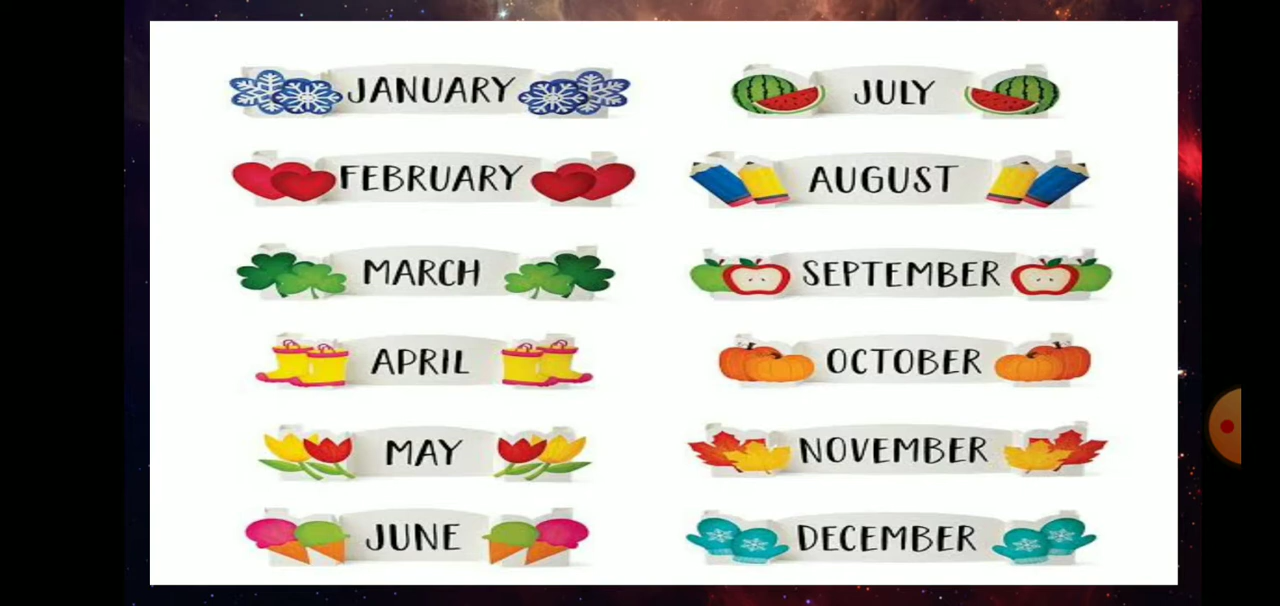 JANUARY
FEBRUARY
MARCH
APRIL
MAY
JUNE
JULY
AUGUST
SEPTEMBER
OCTOBER
NOVEMBER
DECEMBER